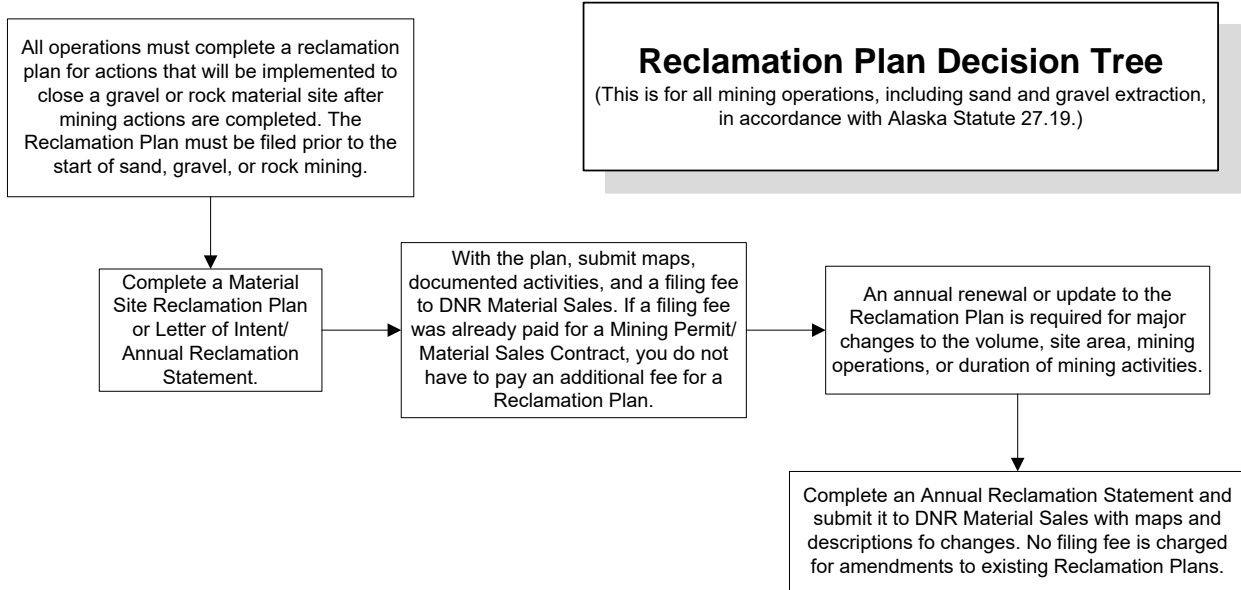 All operations must complete a reclamation
plan for actions that will be implemented to
close a gravel or rock material site after
mining actions are completed. The
Reclamation Plan must be filed prior to the
start of sand, gravel, or rock mining.
Reclamation Plan Decision Tree
(This is for all mining operations, including sand and gravel extraction,
in accordance with Alaska Statute 27.19.)
Complete a Material
Site Reclamation Plan
or Letter of Intent/
Annual Reclamation
Statement.
With the plan, submit maps,
documented activities, and a filing fee
to DNR Material Sales. If a filing fee
was already paid for a Mining Permit/
Material Sales Contract, you do not
have to pay an additional fee for a
Reclamation Plan.
An annual renewal or update to the
Reclamation Plan is required for major
changes to the volume, site area, mining
operations, or duration of mining activities.
Complete an Annual Reclamation Statement and
submit it to DNR Material Sales with maps and
descriptions fo changes. No filing fee is charged
for amendments to existing Reclamation Plans.